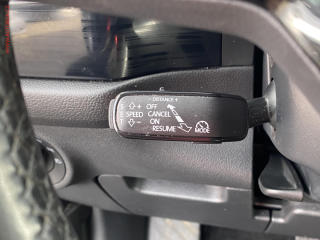 - DISTANCE +
+ OFF
SPEED CANCEL
ON
- RESUME MODE